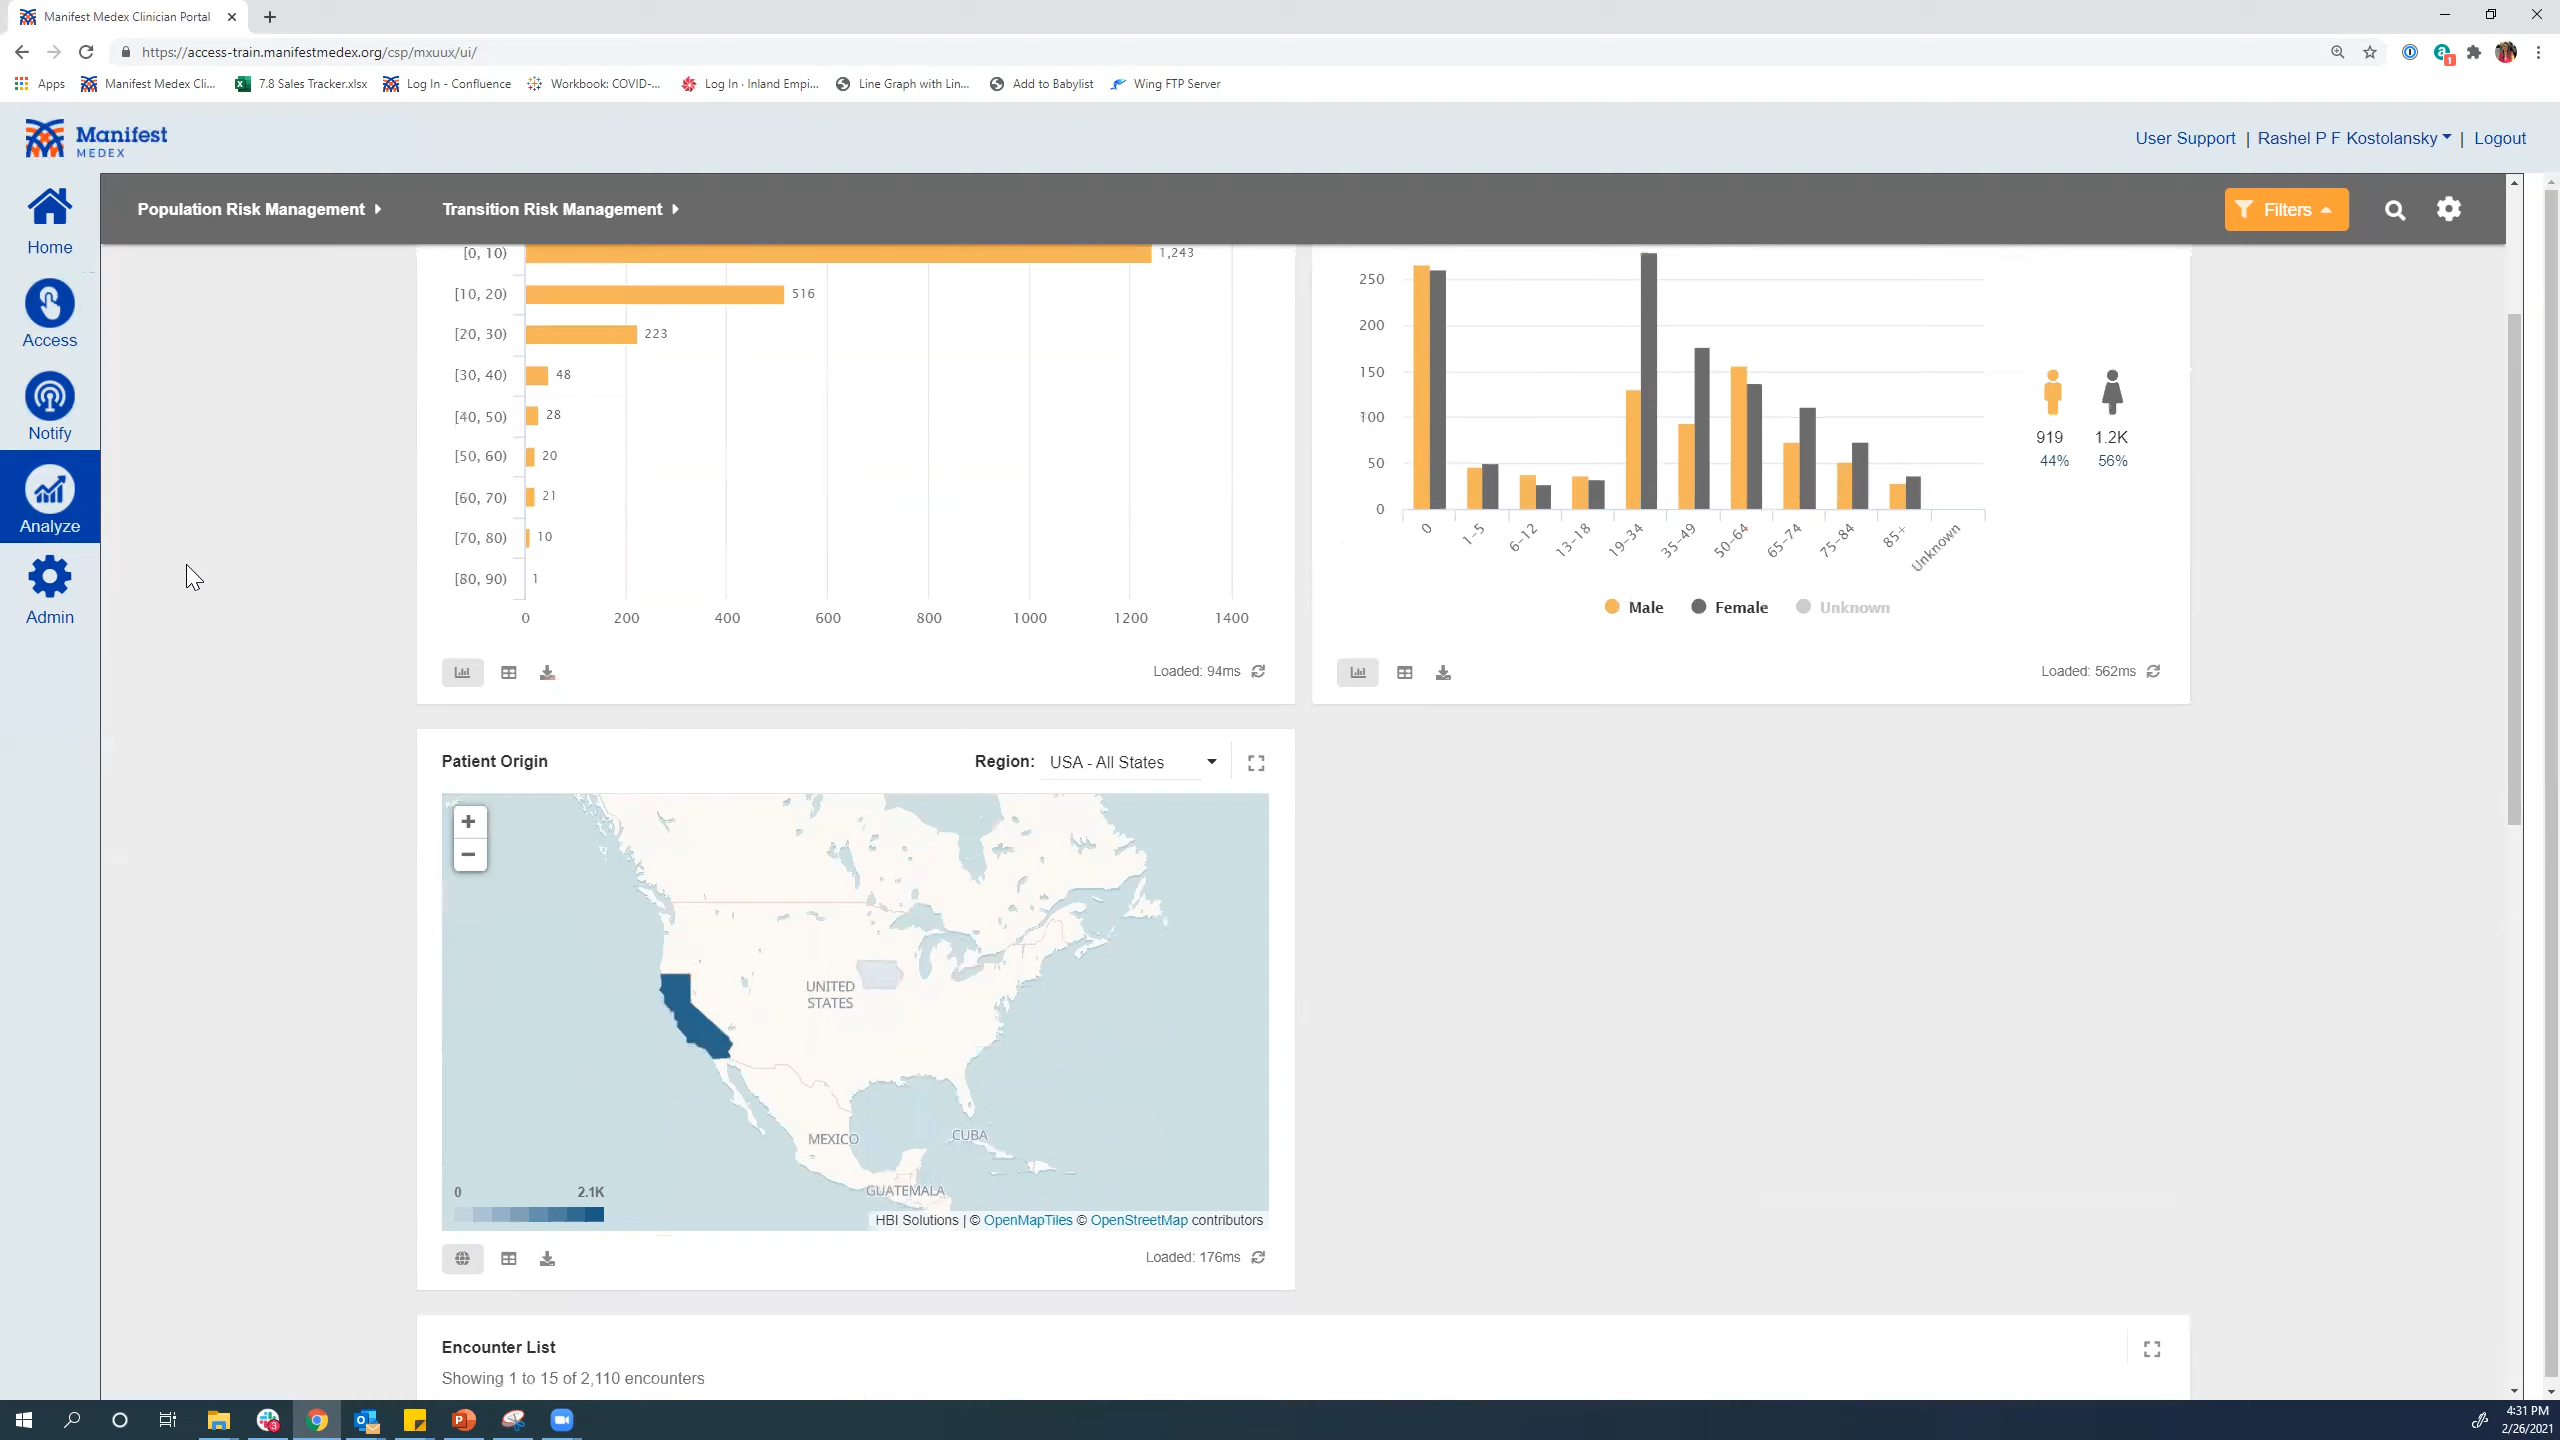 Manifest Medex Clinician Portal
https://access-train.manifestmedex.org/csp/mxuux/ui/
Apps
Manifest Medex Cli...
7.8 Sales Tracker.xlsx
Log In - Confluence
Workbook: COVID-...
Log In · Inland Empi...
Line Graph with Lin...
Add to Babylist
Wing FTP Server
Manifest
MEDEX
User Support | Rashel P F Kostolansky | Logout
Home
Access
Notify
Analyze
Admin
Population Risk Management
Transition Risk Management
Filters
[0, 10) 1,243
[10, 20) 516
[20, 30) 223
[30, 40) 48
[40, 50) 28
[50, 60) 20
[60, 70) 21
[70, 80) 10
[80, 90) 1
0 200 400 600 800 1000 1200 1400
Loaded: 94ms
250
200
150
100
50
0
0 1-5 6-12 13-18 19-34 35-49 50-64 65-74 75-84 85+ Unknown
Male Female Unknown
919 1.2K
44% 56%
Loaded: 562ms
Patient Origin
Region: USA - All States
+
−
UNITED
STATES
MEXICO
CUBA
GUATEMALA
0 2.1K
HBI Solutions | © OpenMapTiles © OpenStreetMap contributors
Loaded: 176ms
Encounter List
Showing 1 to 15 of 2,110 encounters
4:31 PM
2/26/2021